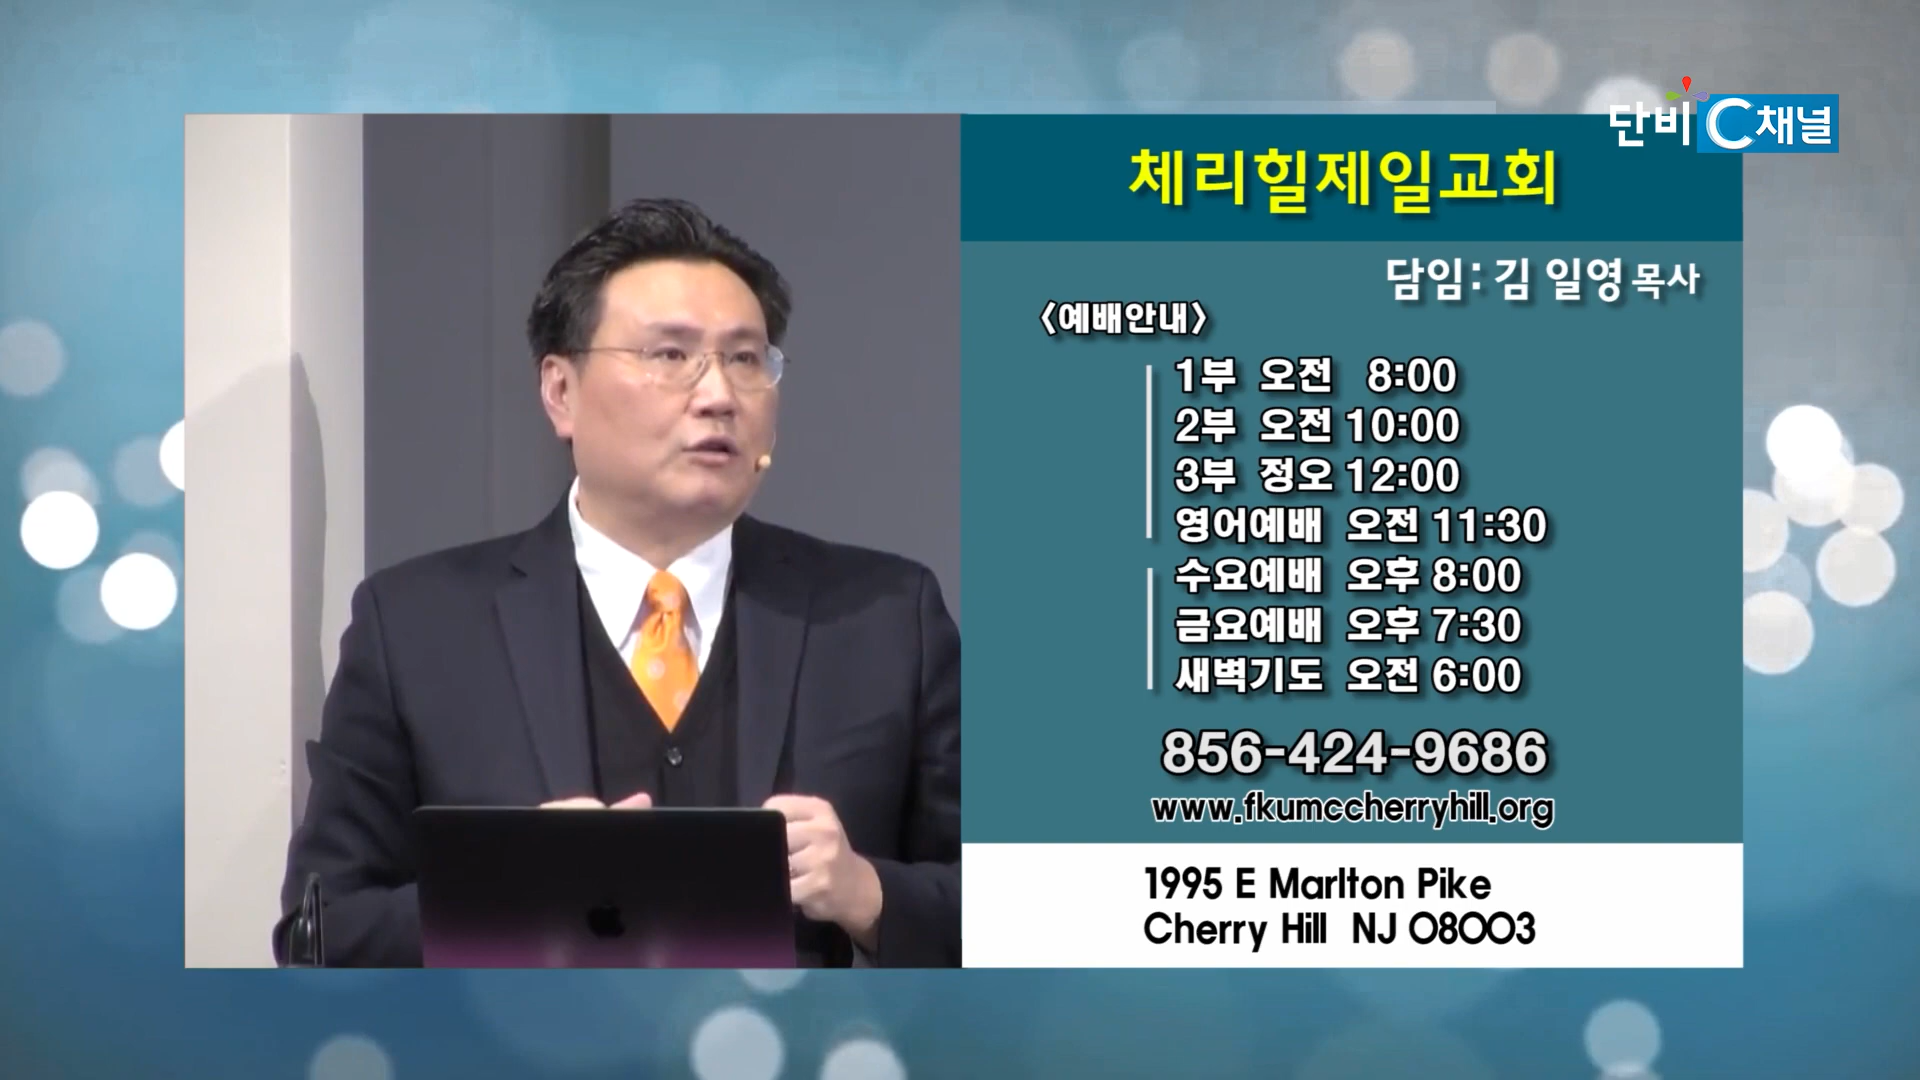 단비 C채널
체리힐제일교회
담임: 김 일영 목사
<예배안내>
1부 오전 8:00
2부 오전 10:00
3부 정오 12:00
영어예배 오전 11:30
수요예배 오후 8:00
금요예배 오후 7:30
새벽기도 오전 6:00
856-424-9686
www.fkumccherryhill.org
1995 E Marlton Pike
Cherry Hill NJ 08003